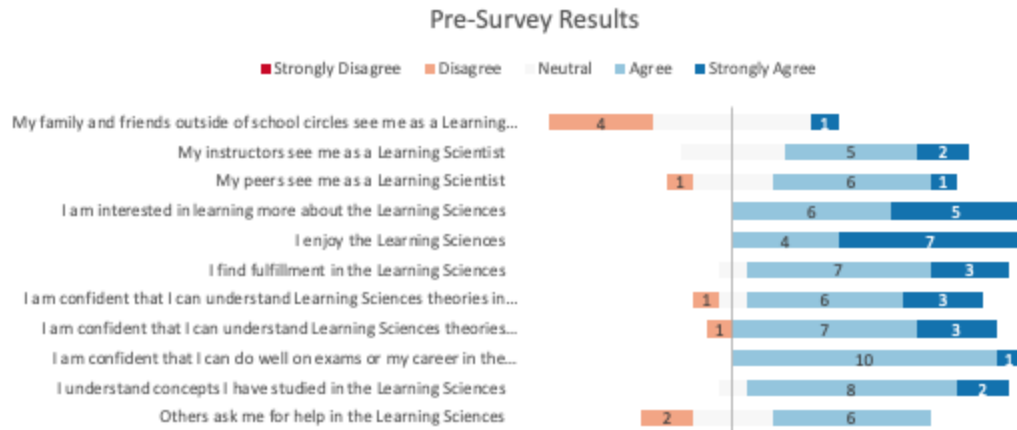 Pre-Survey Results
Strongly Disagree Disagree Neutral Agree Strongly Agree
My family and friends outside of school circles see me as a Learning... 4 1
My instructors see me as a Learning Scientist 5 2
My peers see me as a Learning Scientist 1 6 1
I am interested in learning more about the Learning Sciences 6 5
I enjoy the Learning Sciences 4 7
I find fulfillment in the Learning Sciences 7 3
I am confident that I can understand Learning Sciences theories in... 1 6 3
I am confident that I can understand Learning Sciences theories... 1 7 3
I am confident that I can do well on exams or my career in the... 10 1
I understand concepts I have studied in the Learning Sciences 8 2
Others ask me for help in the Learning Sciences 2 6